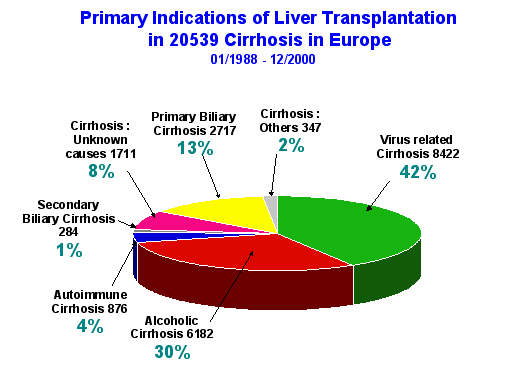 Primary Indications of Liver Transplantation
in 20539 Cirrhosis in Europe
01/1988 - 12/2000
Cirrhosis :
Unknown
causes 1711
8%
Primary Biliary
Cirrhosis 2717
13%
Cirrhosis :
Others 347
2%
Virus related
Cirrhosis 8422
42%
Secondary
Biliary Cirrhosis
284
1%
Autoimmune
Cirrhosis 876
4%
Alcoholic
Cirrhosis 6182
30%